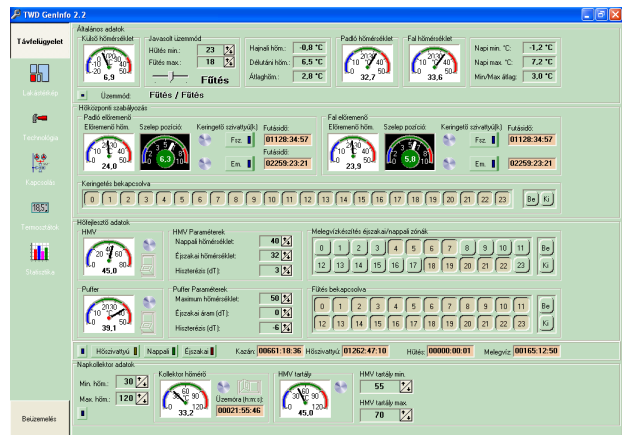 TWD GenInfo 2.2
Távfelügyelet
Lakástérkép
Technológia
Kapcsolás
18,5
Termosztátok
Statisztika
Beüzemelés
Általános adatok
Külső hőmérséklet
6,9
Javasolt üzemmód
Hűtés min.: 23
Fűtés max.: 18
Fűtés
Hajnali hőm.: -0,8 °C
Délutáni hőm.: 6,5 °C
Átlaghőm.: 2,8 °C
Padló hőmérséklet
32,7
Fal hőmérséklet
33,6
Napi min. °C: -1,2 °C
Napi max. °C: 7,2 °C
Min/Max átlag: 3,0 °C
Üzemmód: Fűtés / Fűtés
Hőközponti szabályozás
Padló előremenő
Előremenő hőm. Szelep pozíció: Keringető szivattyú(k) Futásidő:
24,0
6,3
Fsz. 01128:34:57
Futásidő:
Em. 02259:23:21
Fal előremenő
Előremenő hőm. Szelep pozíció: Keringető szivattyú(k) Futásidő:
23,9
5,8
Fsz. 01128:34:57
Futásidő:
Em. 02259:23:21
Keringetés bekapcsolva
0 1 2 3 4 5 6 7 8 9 10 11 12 13 14 15 16 17 18 19 20 21 22 23 Be Ki
Hőfejlesztő adatok
HMV
45,0
HMV Paraméterek
Nappali hőmérséklet: 40
Éjszakai hőmérséklet: 32
Hiszterézis (dT): 3
Melegvízkészítés éjszakai/nappali zónák
0 1 2 3 4 5 6 7 8 9 10 11 Be
12 13 14 15 16 17 18 19 20 21 22 23 Ki
Puffer
39,1
Puffer Paraméterek
Maximum hőmérséklet: 50
Éjszakai áram (dT): 0
Hiszterézis (dT): -6
Fűtés bekapcsolva
0 1 2 3 4 5 6 7 8 9 10 11 Be
12 13 14 15 16 17 18 19 20 21 22 23 Ki
Hőszivattyú Nappali Éjszakai Kazán: 00661:18:36 Hőszivattyú: 01262:47:10 Hűtés: 00000:00:01 Melegvíz: 00165:12:50
Napkollektor adatok
Min. hőm.: 30
Max. hőm.: 120
Kollektor hőmérő
33,2
Üzemóra (h:m:s):
00021:55:46
HMV tartály
45,0
HMV tartály min.
55
HMV tartály max.
70